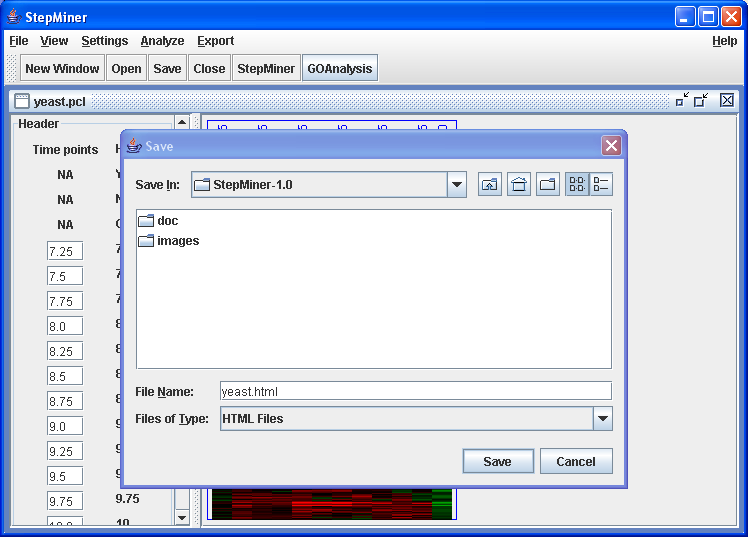 StepMiner
File View Settings Analyze Export Help
New Window Open Save Close StepMiner GOAnalysis
yeast.pcl
Header
Save
Time points
Save In: StepMiner-1.0
NA
NA
NA
doc
images
7.25
7.5
7.75
8.0
8.25
8.5
8.75
File Name: yeast.html
Files of Type: HTML Files
9.0
9.25
9.5
Save Cancel
9.75 9.75
10